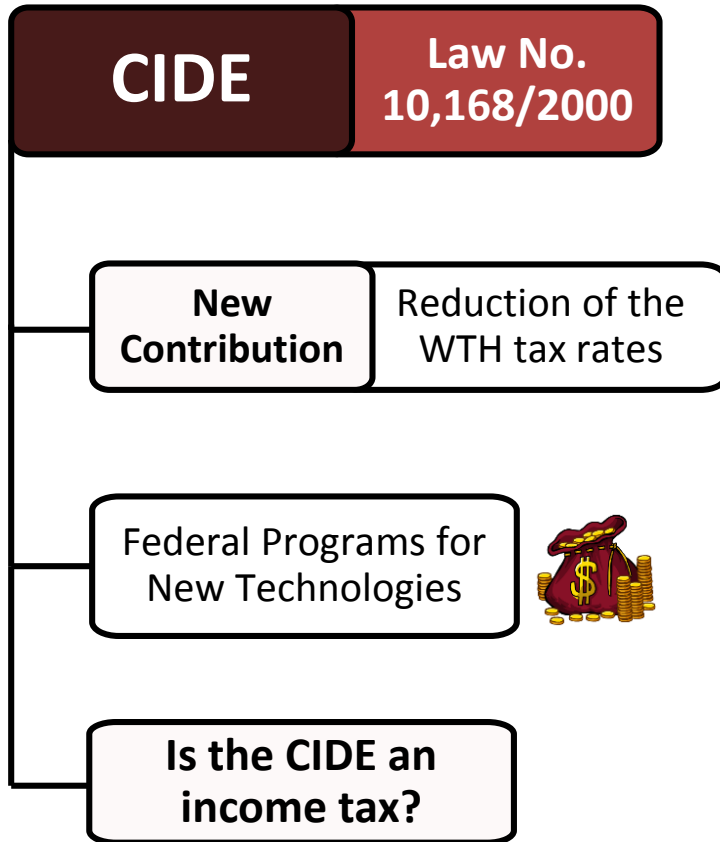 CIDE
Law No.
10,168/2000
New
Contribution
Reduction of the
WTH tax rates
Federal Programs for
New Technologies
$
Is the CIDE an
income tax?